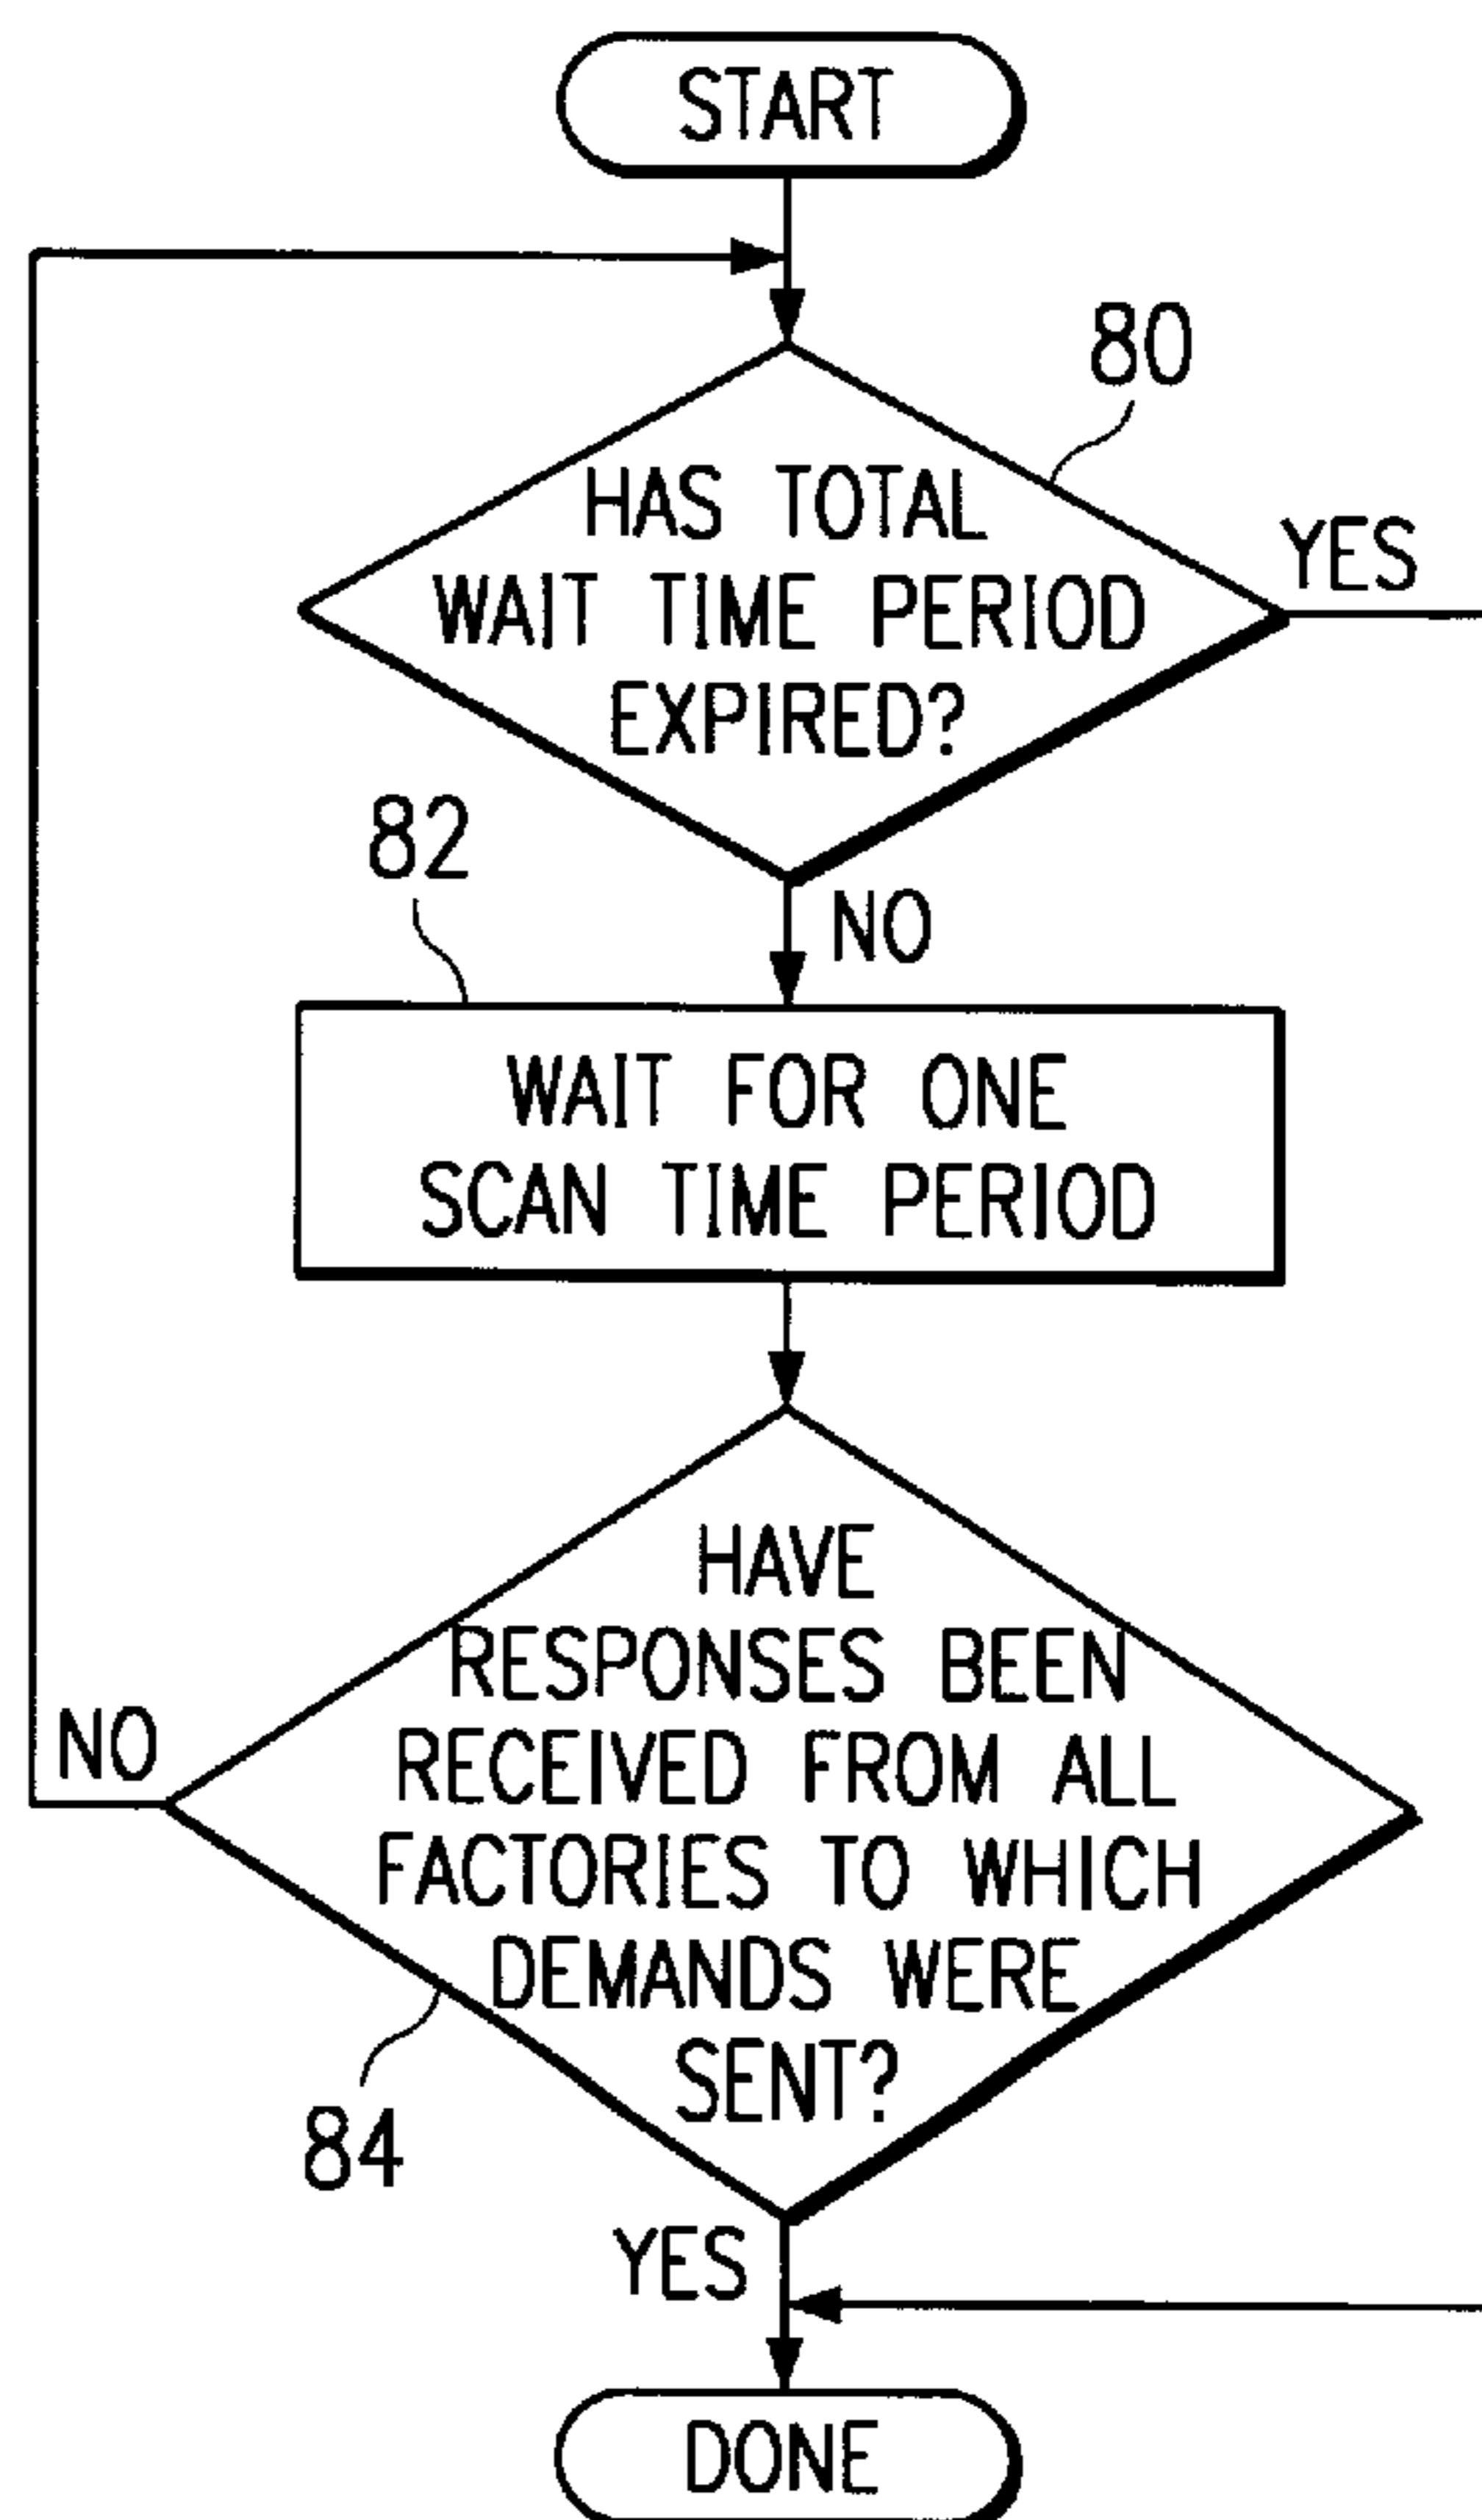 START
80
HAS TOTAL
WAIT TIME PERIOD
EXPIRED?
YES
82
NO
WAIT FOR ONE
SCAN TIME PERIOD
HAVE
RESPONSES BEEN
RECEIVED FROM ALL
FACTORIES TO WHICH
DEMANDS WERE
SENT?
NO
84
YES
DONE